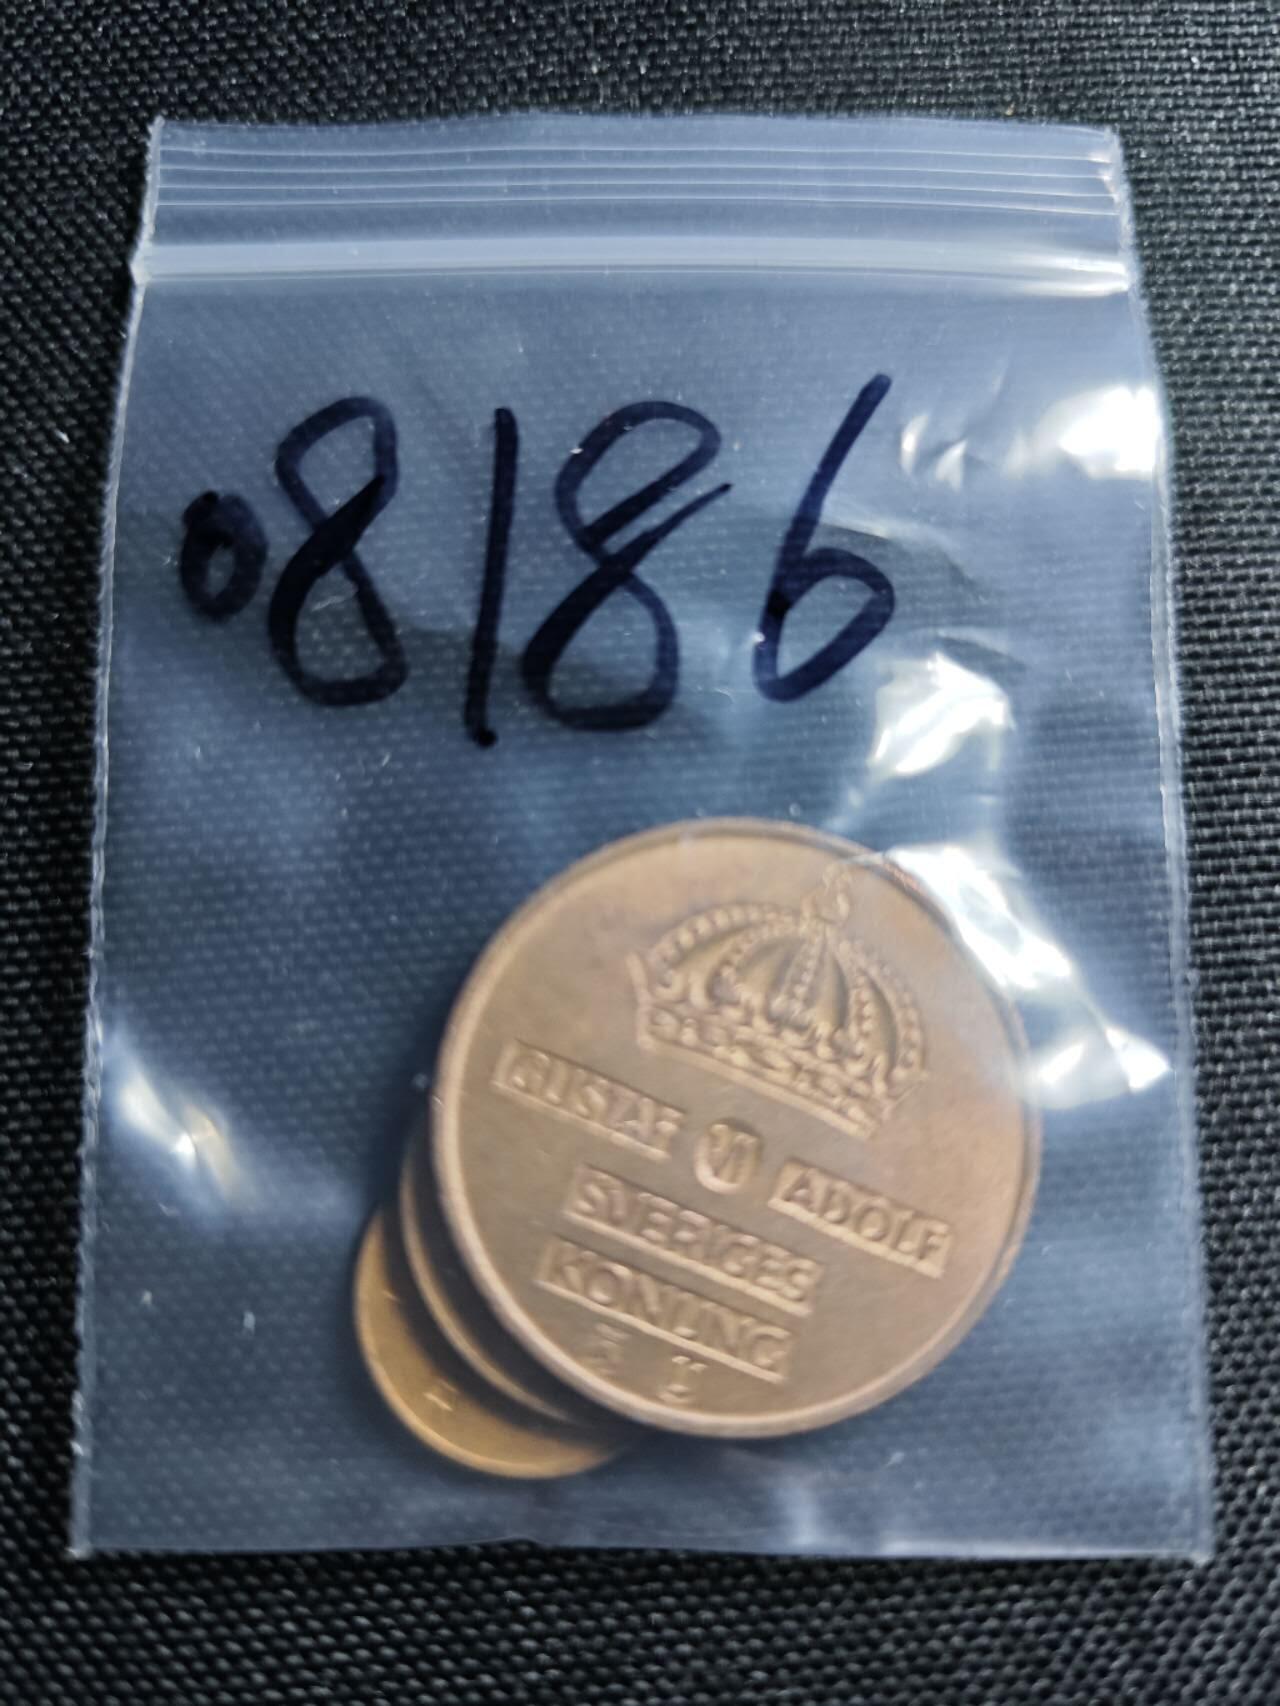 08186
GUSTAF VI ADOLF
SVERIGES
KONUNG